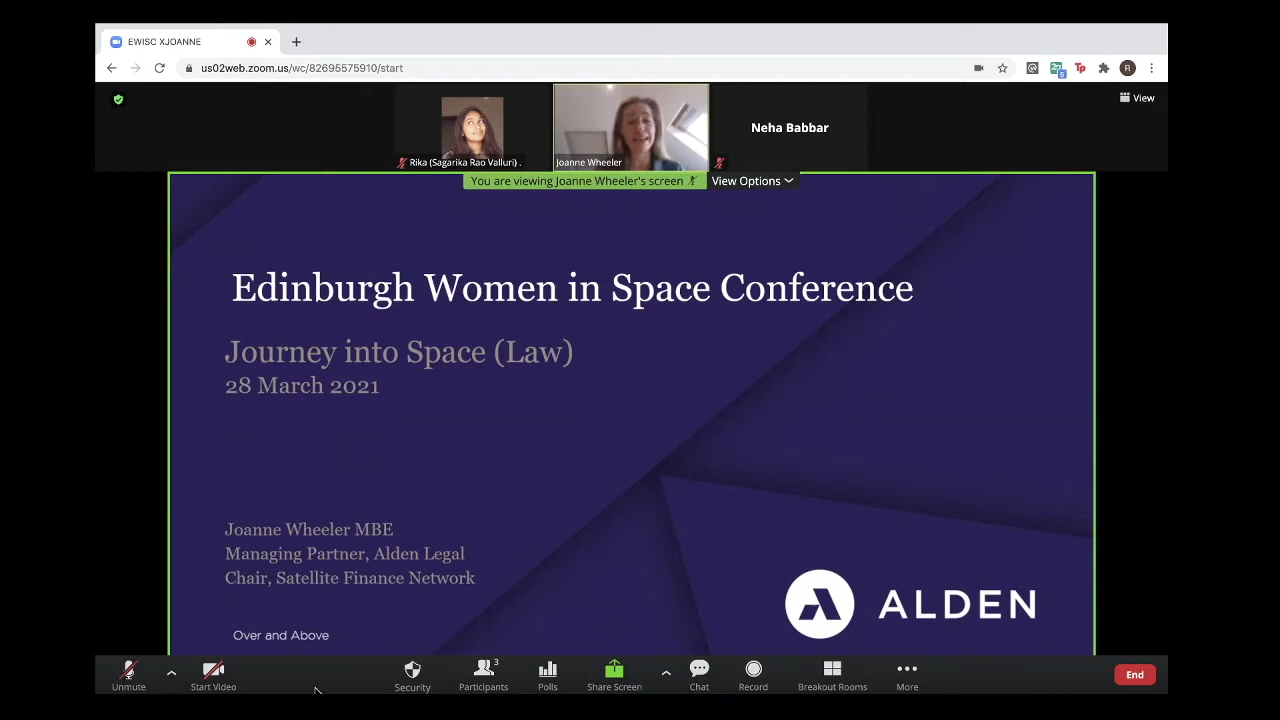 EWISC XJOANNE
us02web.zoom.us/wc/82695575910/start
R
View
Rika (Sagarika Rao Valluri) .
Joanne Wheeler
Neha Babbar
You are viewing Joanne Wheeler's screen
View Options
Edinburgh Women in Space Conference
Journey into Space (Law)
28 March 2021
Joanne Wheeler MBE
Managing Partner, Alden Legal
Chair, Satellite Finance Network
ALDEN
Over and Above
Unmute
Start Video
Security
3
Participants
Polls
Share Screen
Chat
Record
Breakout Rooms
More
End